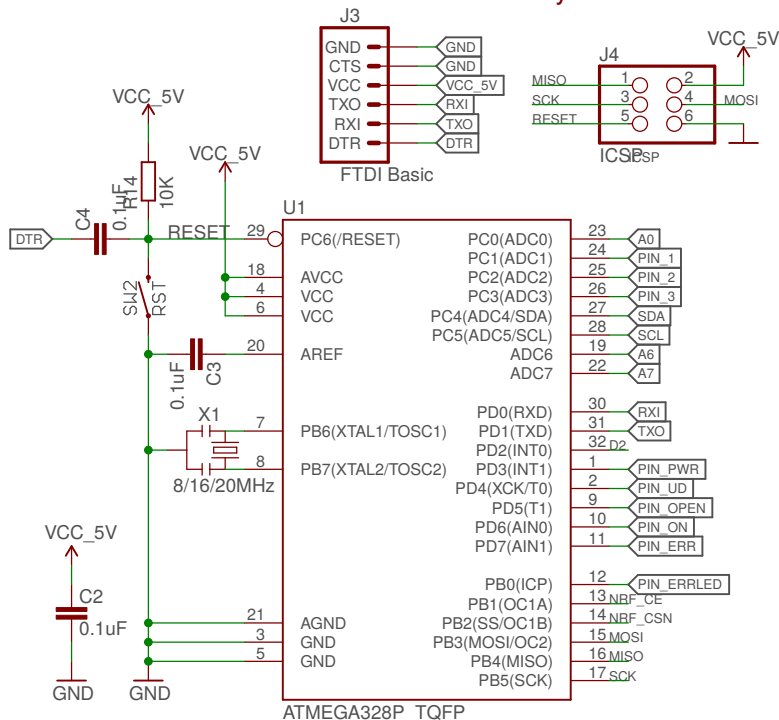 J3
GND GND
CTS GND
VCC VCC_5V
TXO RXI
RXI TXO
DTR DTR
FTDI Basic
VCC_5V
J4
MISO 1 2
SCK 3 4 MOSI
RESET 5 6
ICSP ICSP
VCC_5V
R14
10K
VCC_5V
C4
0.1uF
DTR
RESET
SW2
RST
C3
0.1uF
X1
8/16/20MHz
VCC_5V
C2
0.1uF
GND
GND
U1
29 PC6(/RESET)
18 AVCC
4 VCC
6 VCC
20 AREF
7 PB6(XTAL1/TOSC1)
8 PB7(XTAL2/TOSC2)
21 AGND
3 GND
5 GND
PC0(ADC0) 23 A0
PC1(ADC1) 24 PIN_1
PC2(ADC2) 25 PIN_2
PC3(ADC3) 26 PIN_3
PC4(ADC4/SDA) 27 SDA
PC5(ADC5/SCL) 28 SCL
ADC6 19 A6
ADC7 22 A7
PD0(RXD) 30 RXI
PD1(TXD) 31 TXO
PD2(INT0) 32 D2
PD3(INT1) 1 PIN_PWR
PD4(XCK/T0) 2 PIN_UD
PD5(T1) 9 PIN_OPEN
PD6(AIN0) 10 PIN_ON
PD7(AIN1) 11 PIN_ERR
PB0(ICP) 12 PIN_ERRLED
PB1(OC1A) 13 NRF_CE
PB2(SS/OC1B) 14 NRF_CSN
PB3(MOSI/OC2) 15 MOSI
PB4(MISO) 16 MISO
PB5(SCK) 17 SCK
ATMEGA328P_TQFP